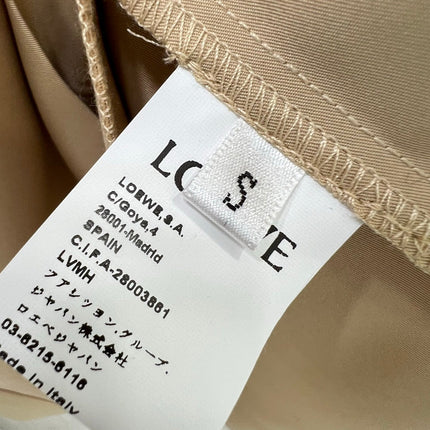 S
LOEWE
LOEWE, S.A.
C/Goya, 4
28001-Madrid
SPAIN
C.I.F.A-28003861
LVMH
ファッション.グループ.
ジャパン株式会社
ロエベジャパン
03-6215-6116
Made in Italy